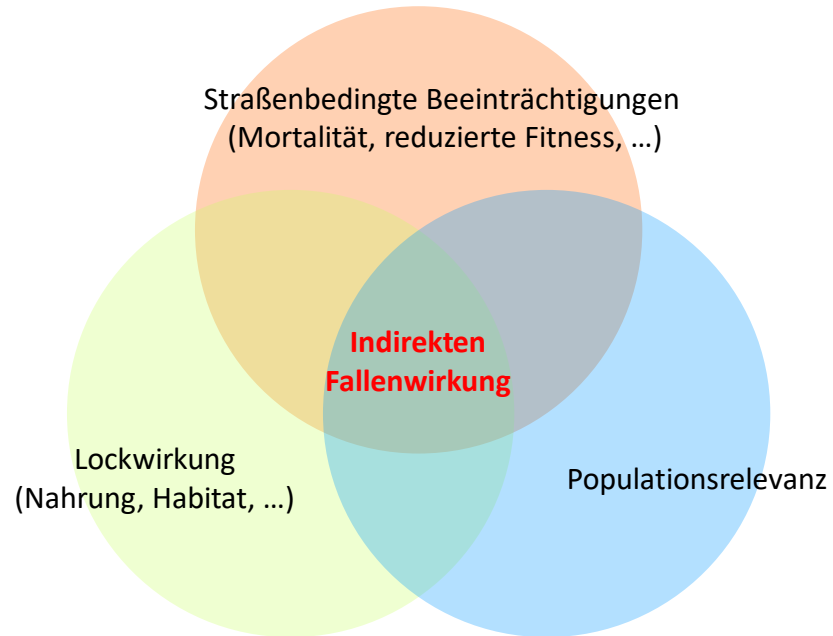 Straßenbedingte Beeinträchtigungen
(Mortalität, reduzierte Fitness, …)
Indirekten
Fallenwirkung
Lockwirkung
(Nahrung, Habitat, …)
Populationsrelevanz